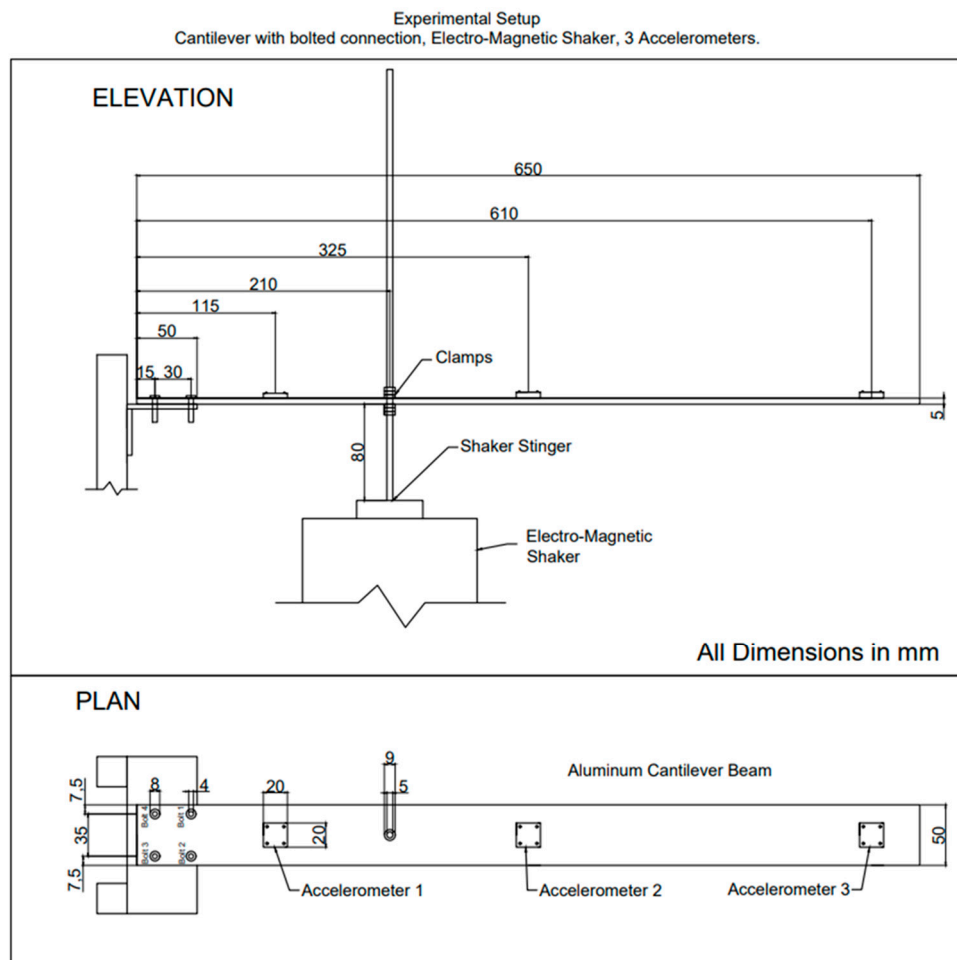 Experimental Setup
Cantilever with bolted connection, Electro-Magnetic Shaker, 3 Accelerometers.
ELEVATION
650
610
325
210
115
50
Clamps
15 30
5
80
Shaker Stinger
Electro-Magnetic
Shaker
All Dimensions in mm
PLAN
9
Aluminum Cantilever Beam
7,5
8
4
20
5
Bolt 4
Bolt 1
35
20
50
Bolt 3
Bolt 2
7,5
Accelerometer 1
Accelerometer 2
Accelerometer 3